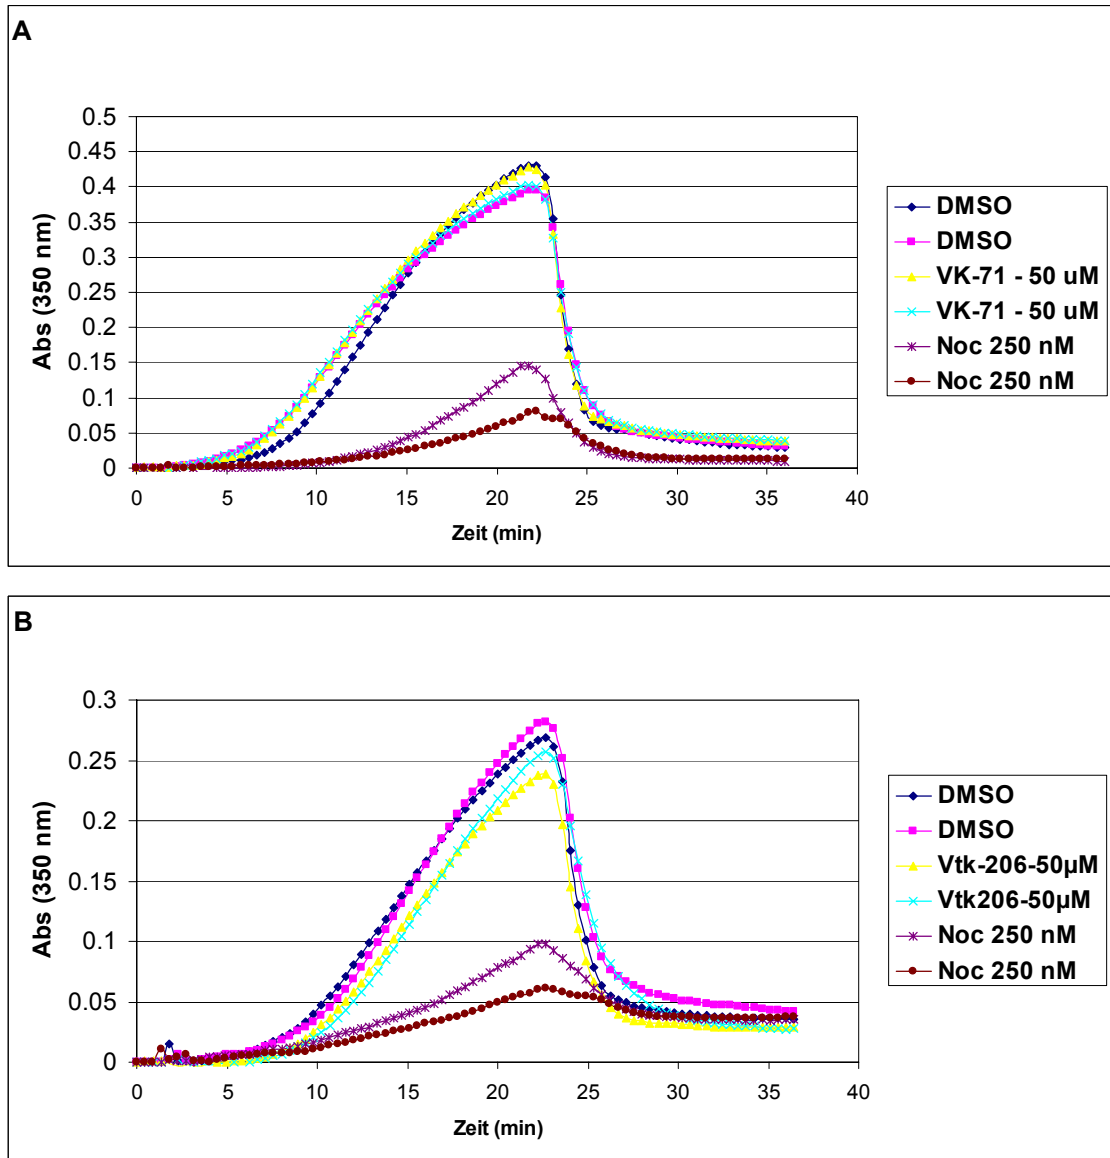 A
0.5
0.45
0.4
0.35
0.3
0.25
0.2
0.15
0.1
0.05
0
Abs (350 nm)
0 5 10 15 20 25 30 35 40
Zeit (min)
DMSO
DMSO
VK-71 - 50 uM
VK-71 - 50 uM
Noc 250 nM
Noc 250 nM
B
0.3
0.25
0.2
0.15
0.1
0.05
0
Abs (350 nm)
0 5 10 15 20 25 30 35 40
Zeit (min)
DMSO
DMSO
Vtk-206-50µM
Vtk206-50µM
Noc 250 nM
Noc 250 nM